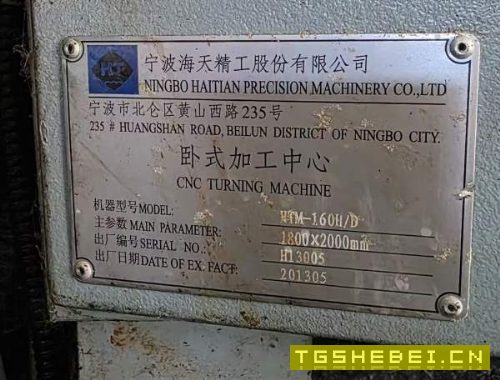 宁波海天精工股份有限公司
NINGBO HAITIAN PRECISION MACHINERY CO.,LTD
宁波市北仑区黄山西路235号
235 # HUANGSHAN ROAD, BEILUN DISTRICT OF NINGBO CITY.
卧式加工中心
CNC TURNING MACHINE
机器型号MODEL: HTM-160H/D
主参数MAIN PARAMETER: 1800×2000mm
出厂编号SERIAL NO.: H13005
出厂日期DATE OF EX. FACT: 201305
TGSHEBEI.CN